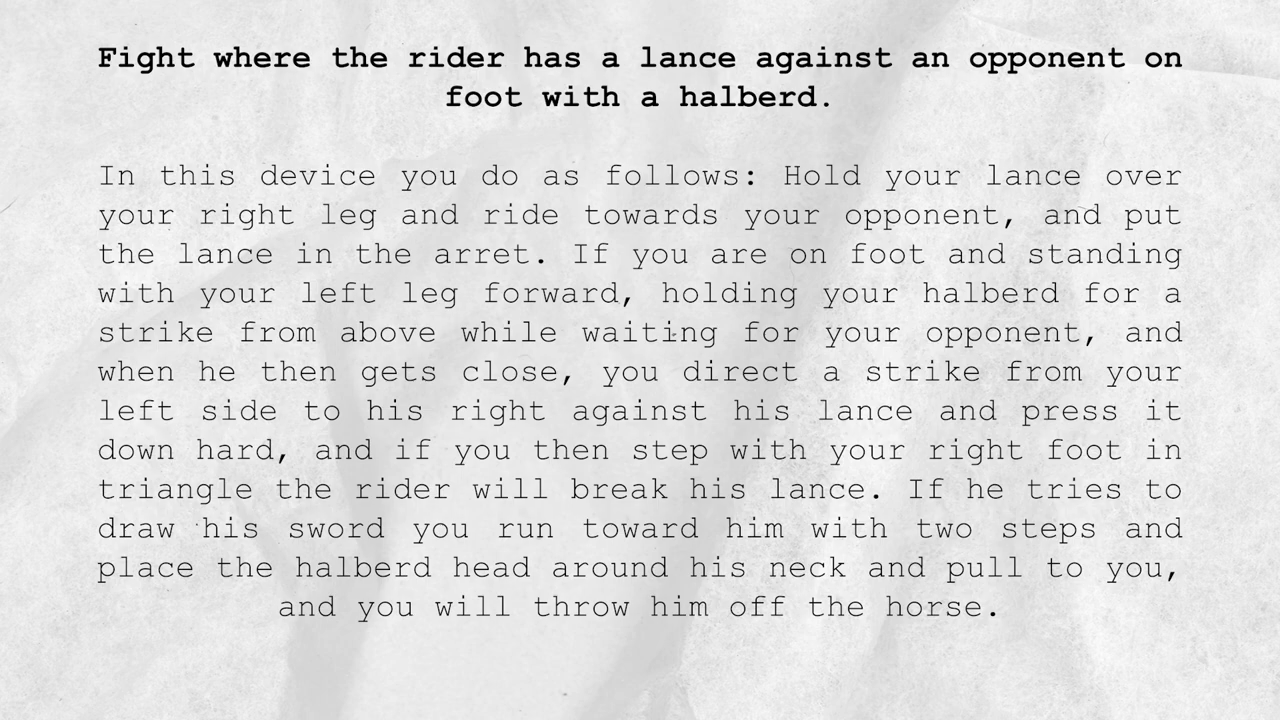 Fight where the rider has a lance against an opponent on
foot with a halberd.
In this device you do as follows: Hold your lance over
your right leg and ride towards your opponent, and put
the lance in the arret. If you are on foot and standing
with your left leg forward, holding your halberd for a
strike from above while waiting for your opponent, and
when he then gets close, you direct a strike from your
left side to his right against his lance and press it
down hard, and if you then step with your right foot in
triangle the rider will break his lance. If he tries to
draw his sword you run toward him with two steps and
place the halberd head around his neck and pull to you,
and you will throw him off the horse.